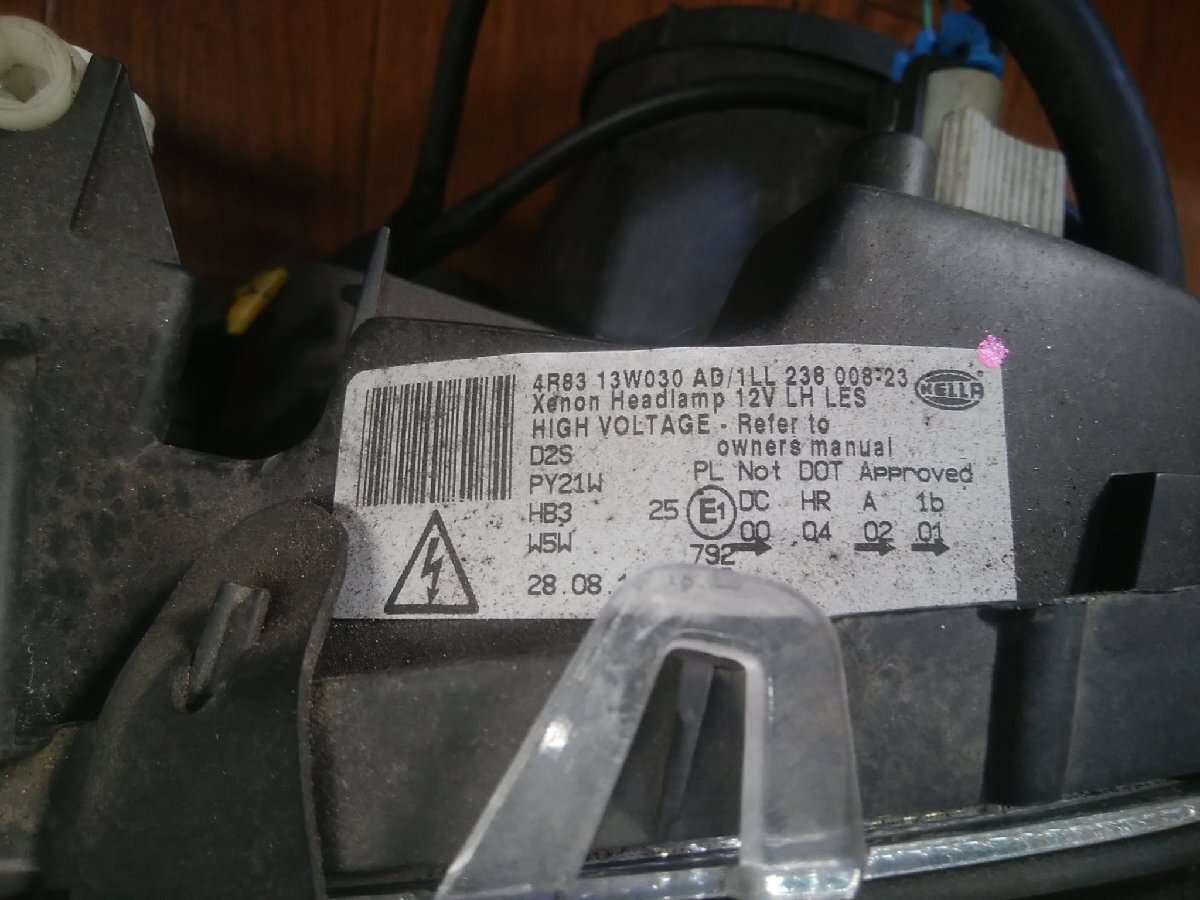 4R83 13W030 AD/1LL 238 008-23
HELLA
Xenon Headlamp 12V LH LES
HIGH VOLTAGE - Refer to
owners manual
D2S
PL Not DOT Approved
PY21W
DC HR A 1b
HB3
25 E1
00 04 02 01
W5W
792
28.08.